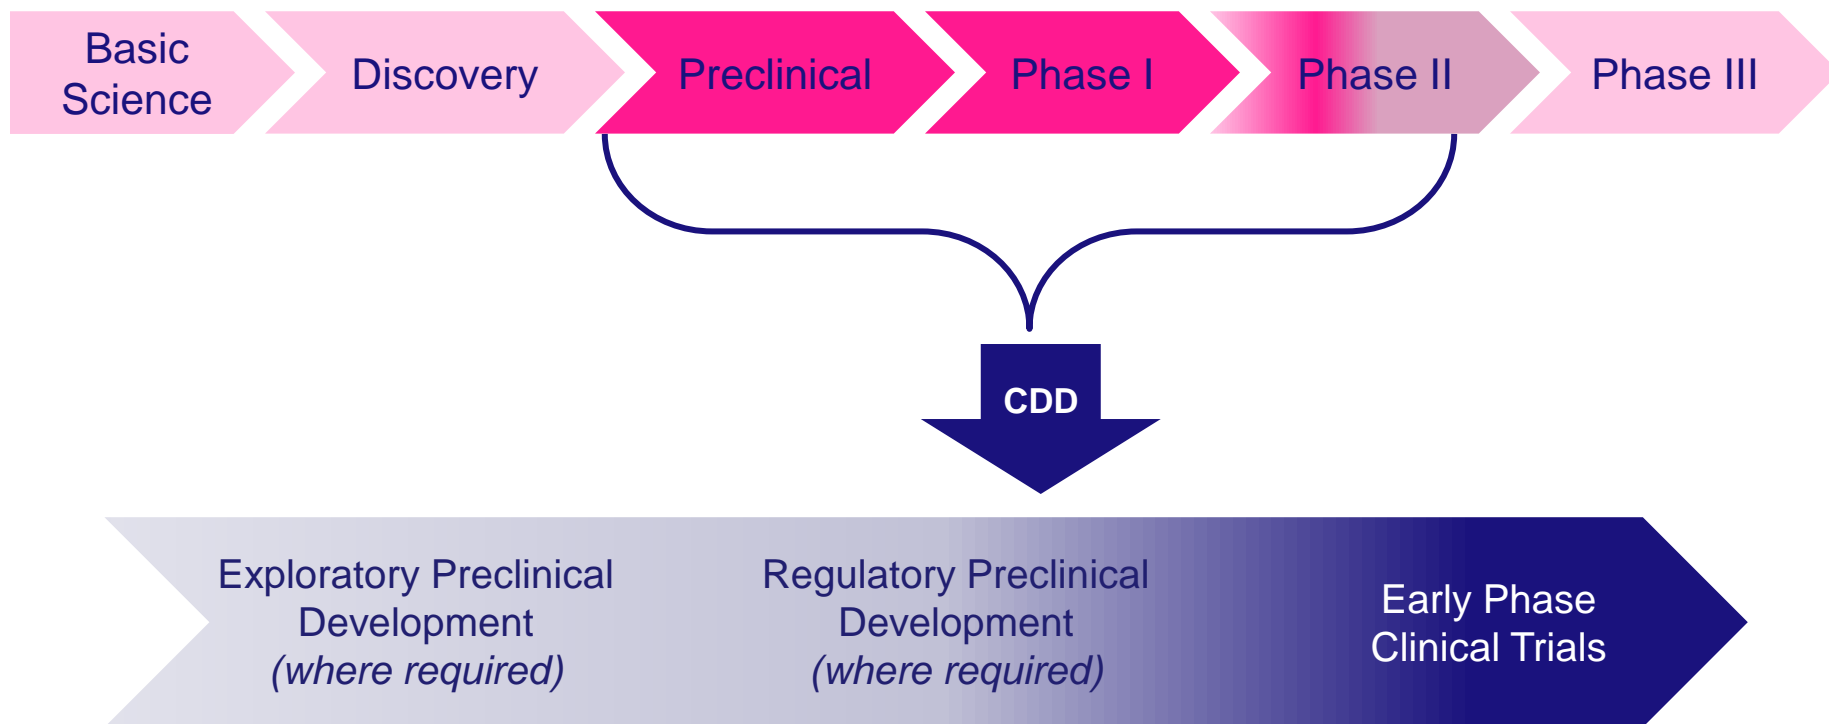 Basic
Science
Discovery
Preclinical
Phase I
Phase II
Phase III
CDD
Exploratory Preclinical
Development
(where required)
Regulatory Preclinical
Development
(where required)
Early Phase
Clinical Trials